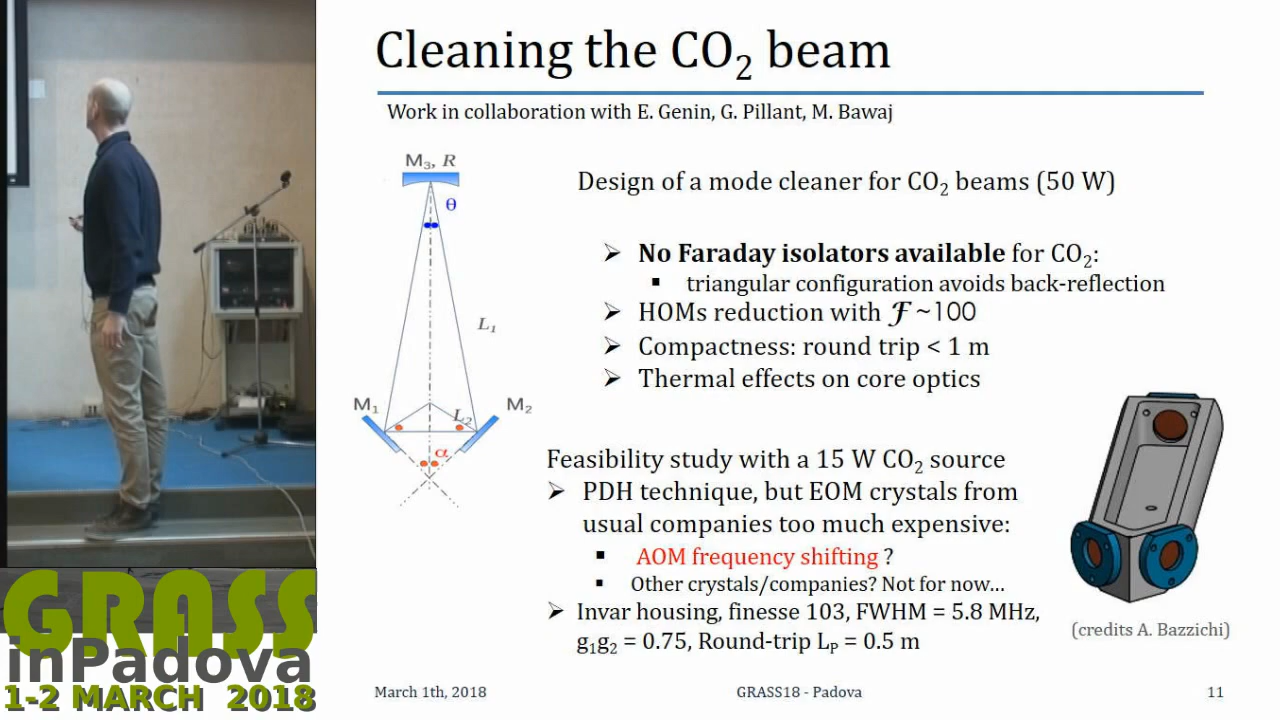 Cleaning the CO₂ beam
Work in collaboration with E. Genin, G. Pillant, M. Bawaj
M₃, R
θ
L₁
M₁
L₂
M₂
α
Design of a mode cleaner for CO₂ beams (50 W)
➢ No Faraday isolators available for CO₂:
▪ triangular configuration avoids back-reflection
➢ HOMs reduction with ℱ ~100
➢ Compactness: round trip < 1 m
➢ Thermal effects on core optics
Feasibility study with a 15 W CO₂ source
➢ PDH technique, but EOM crystals from
usual companies too much expensive:
▪ AOM frequency shifting ?
▪ Other crystals/companies? Not for now...
➢ Invar housing, finesse 103, FWHM = 5.8 MHz,
g₁g₂ = 0.75, Round-trip Lₚ = 0.5 m
(credits A. Bazzichi)
March 1th, 2018
GRASS18 - Padova
11
GRASS
inPadova
1-2 MARCH 2018